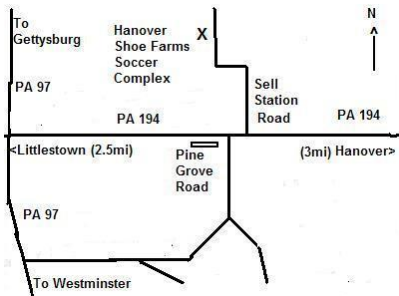 To
Gettysburg
Hanover
Shoe Farms
Soccer
Complex
X
N
PA 97
Sell
Station
Road
PA 194
PA 194
<Littlestown (2.5mi)
(3mi) Hanover>
Pine
Grove
Road
PA 97
To Westminster